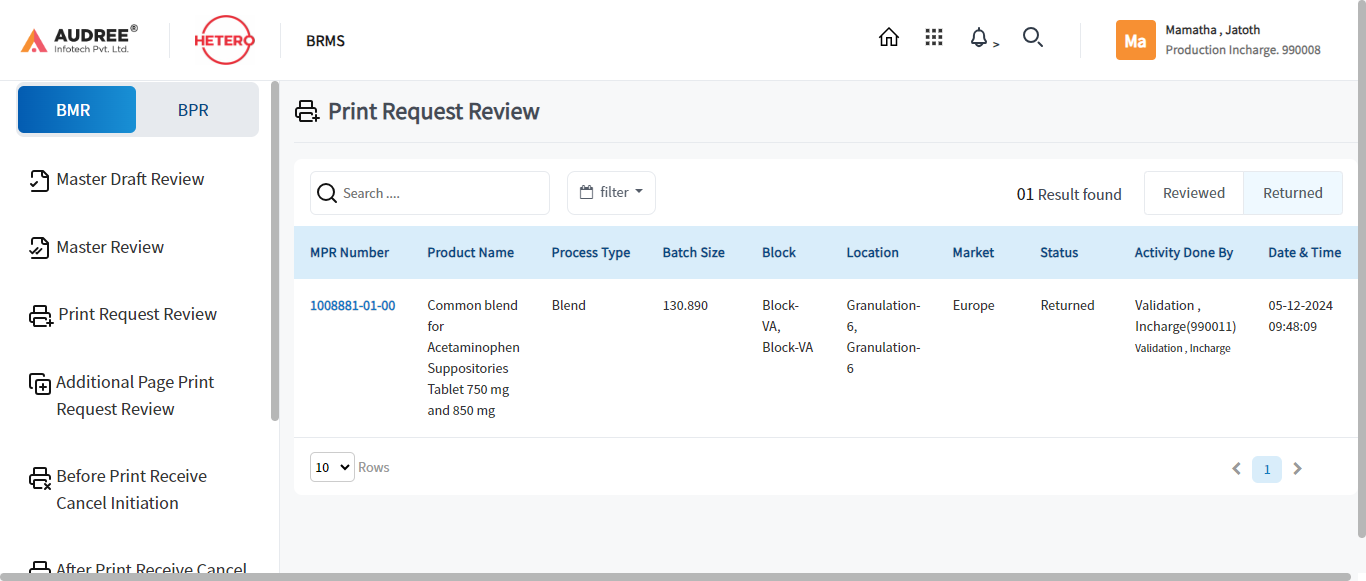 AUDREE®
Infotech Pvt. Ltd.
HETERO
BRMS
>
Ma
Mamatha , Jatoth
Production Incharge. 990008
BMR
BPR
Master Draft Review
Master Review
Print Request Review
Additional Page Print
Request Review
Before Print Receive
Cancel Initiation
After Print Receive Cancel
Print Request Review
Search ....
filter
01 Result found
Reviewed
Returned
MPR Number Product Name Process Type Batch Size Block Location Market Status Activity Done By Date & Time
1008881-01-00 Common blend Blend 130.890 Block- Granulation- Europe Returned Validation , 05-12-2024
for VA, 6, Incharge(990011) 09:48:09
Acetaminophen Block-VA Granulation- Validation , Incharge
Suppositories 6
Tablet 750 mg
and 850 mg
10 Rows
1